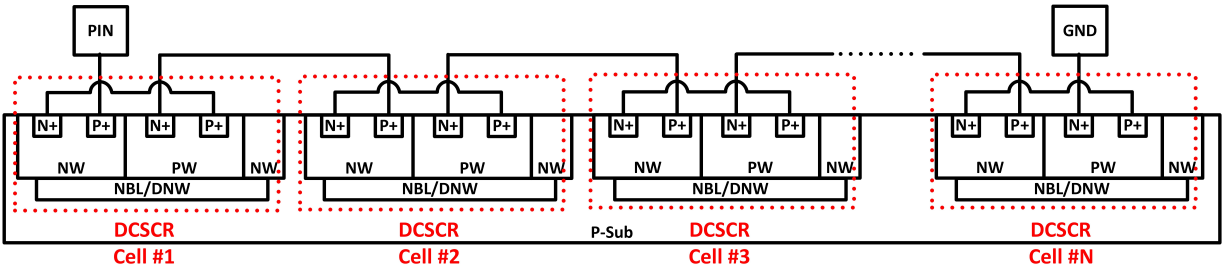 PIN
GND
N+ P+ N+ P+
N+ P+ N+ P+
N+ P+ N+ P+
N+ P+ N+ P+
NW PW NW
NW PW NW
NW PW NW
NW PW NW
NBL/DNW
NBL/DNW
NBL/DNW
NBL/DNW
DCSCR
Cell #1
DCSCR
Cell #2
P-Sub
DCSCR
Cell #3
DCSCR
Cell #N